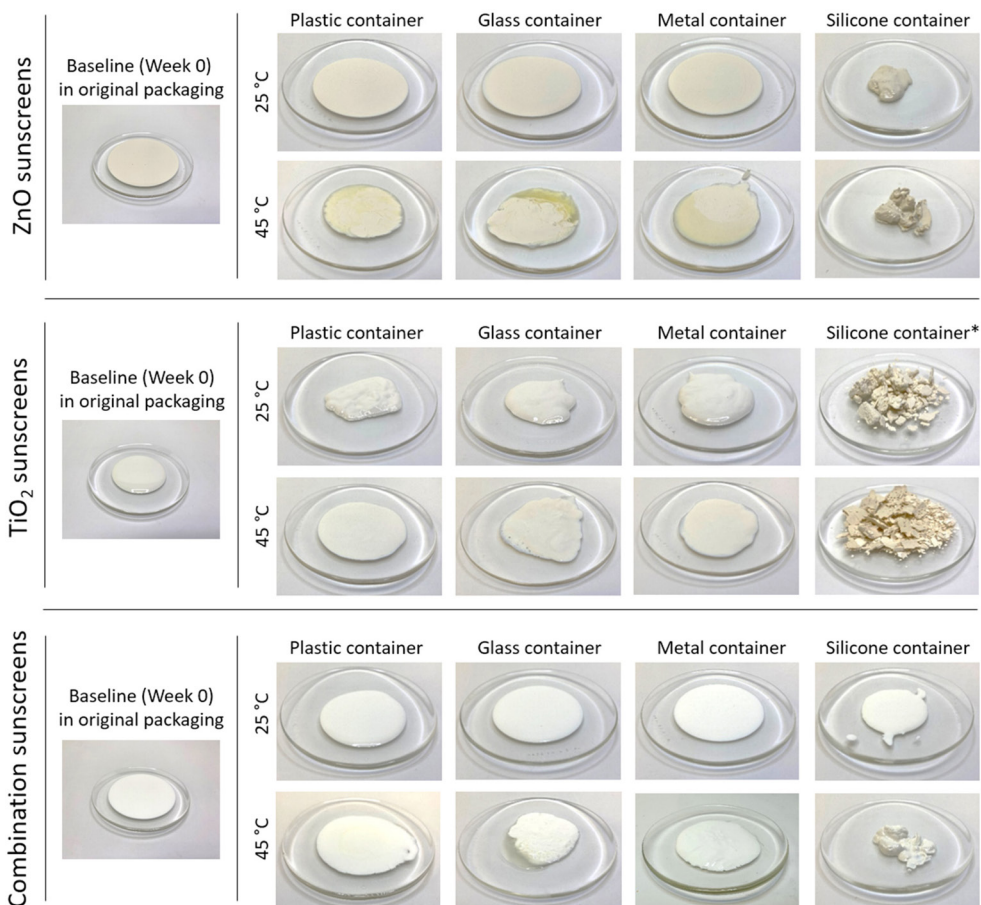 ZnO sunscreens
Baseline (Week 0)
in original packaging
Plastic container
Glass container
Metal container
Silicone container
25 °C
45 °C
TiO₂ sunscreens
Baseline (Week 0)
in original packaging
Plastic container
Glass container
Metal container
Silicone container*
25 °C
45 °C
Combination sunscreens
Baseline (Week 0)
in original packaging
Plastic container
Glass container
Metal container
Silicone container
25 °C
45 °C